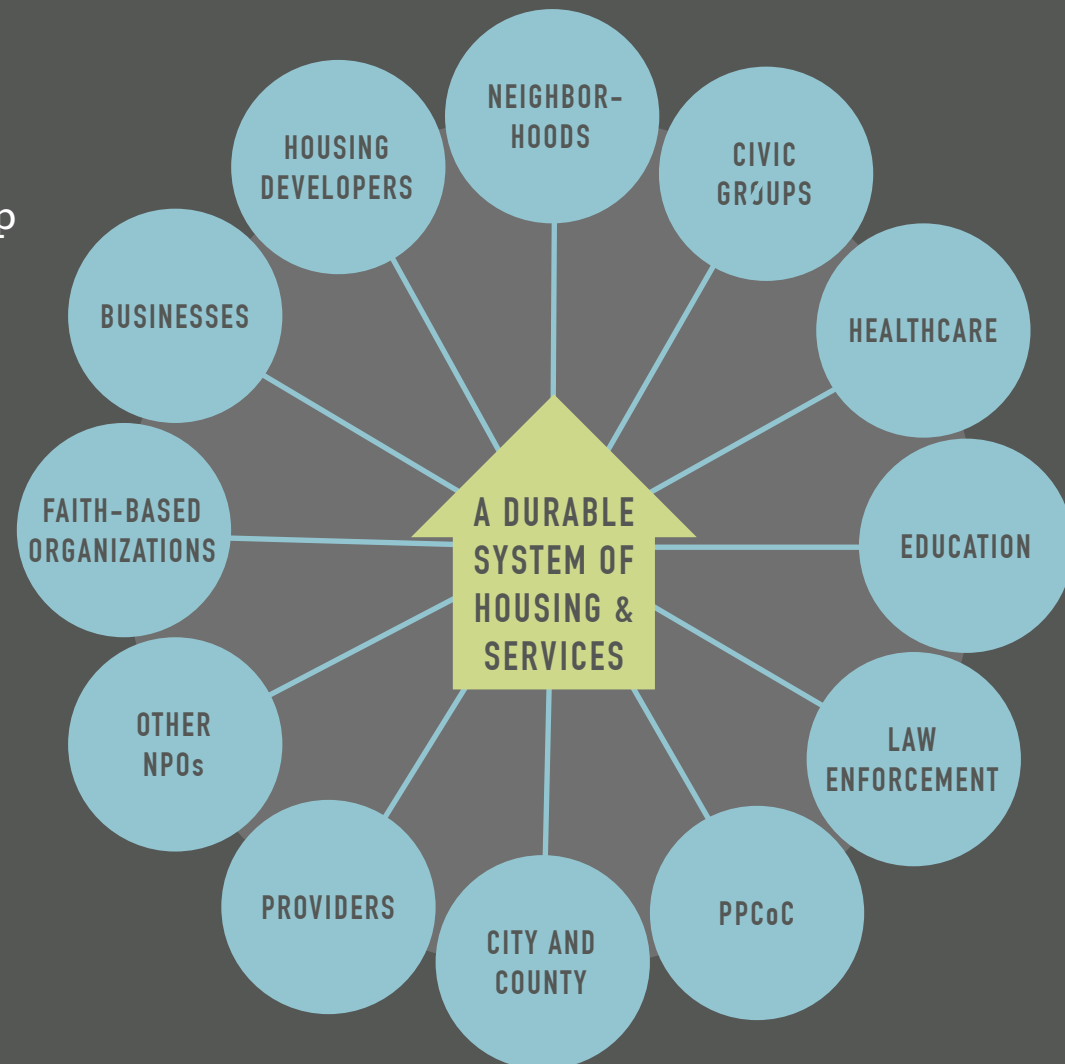 NEIGHBOR-
HOODS
CIVIC
GROUPS
HEALTHCARE
EDUCATION
LAW
ENFORCEMENT
PPCoC
CITY AND
COUNTY
PROVIDERS
OTHER
NPOs
FAITH-BASED
ORGANIZATIONS
BUSINESSES
HOUSING
DEVELOPERS
A DURABLE
SYSTEM OF
HOUSING &
SERVICES